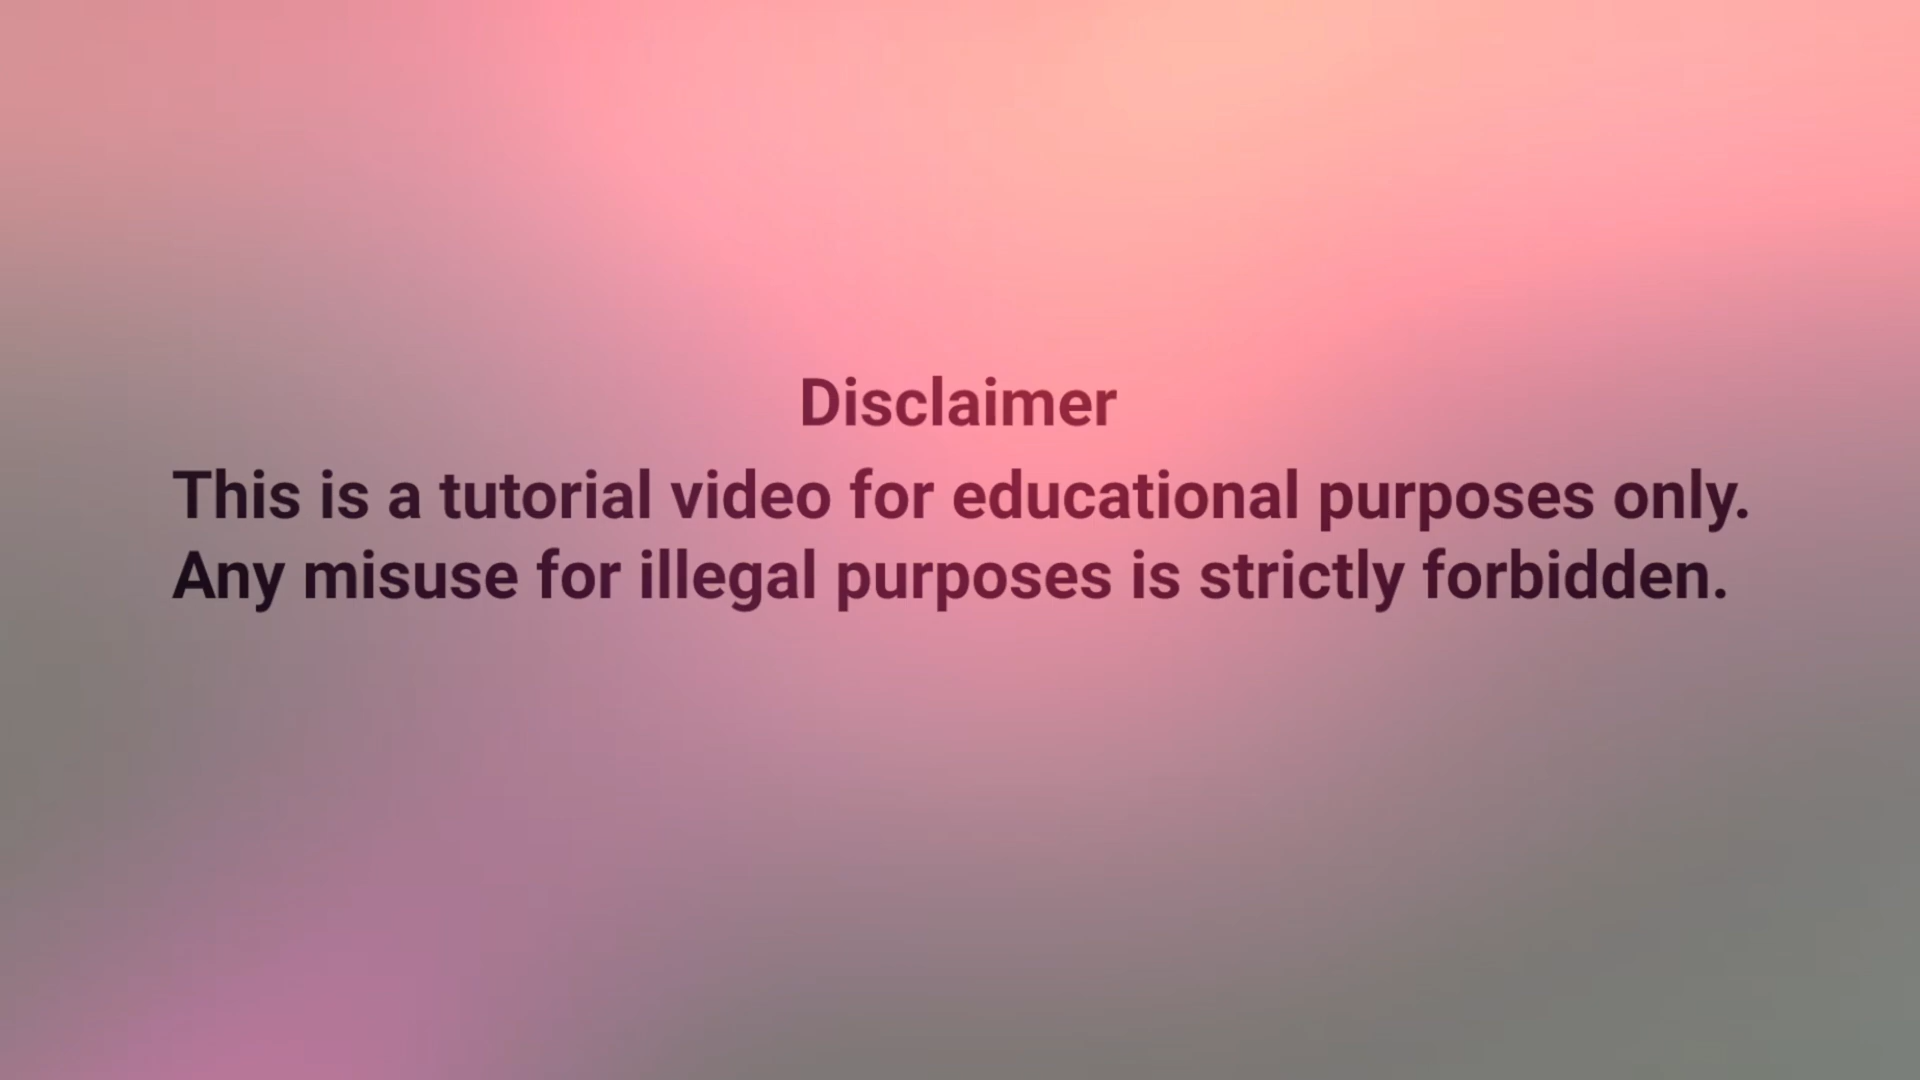 Disclaimer
This is a tutorial video for educational purposes only.
Any misuse for illegal purposes is strictly forbidden.